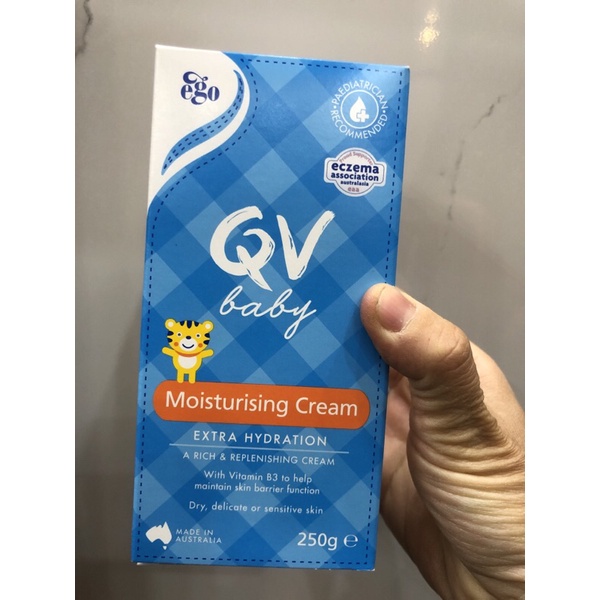 ego
PAEDIATRICIAN
RECOMMENDED
eczema
association
australasia
QV
baby
Moisturising Cream
EXTRA HYDRATION
A RICH & REPLENISHING CREAM
With Vitamin B3 to help
maintain skin barrier function
Dry, delicate or sensitive skin
MADE IN
AUSTRALIA
250g ℮